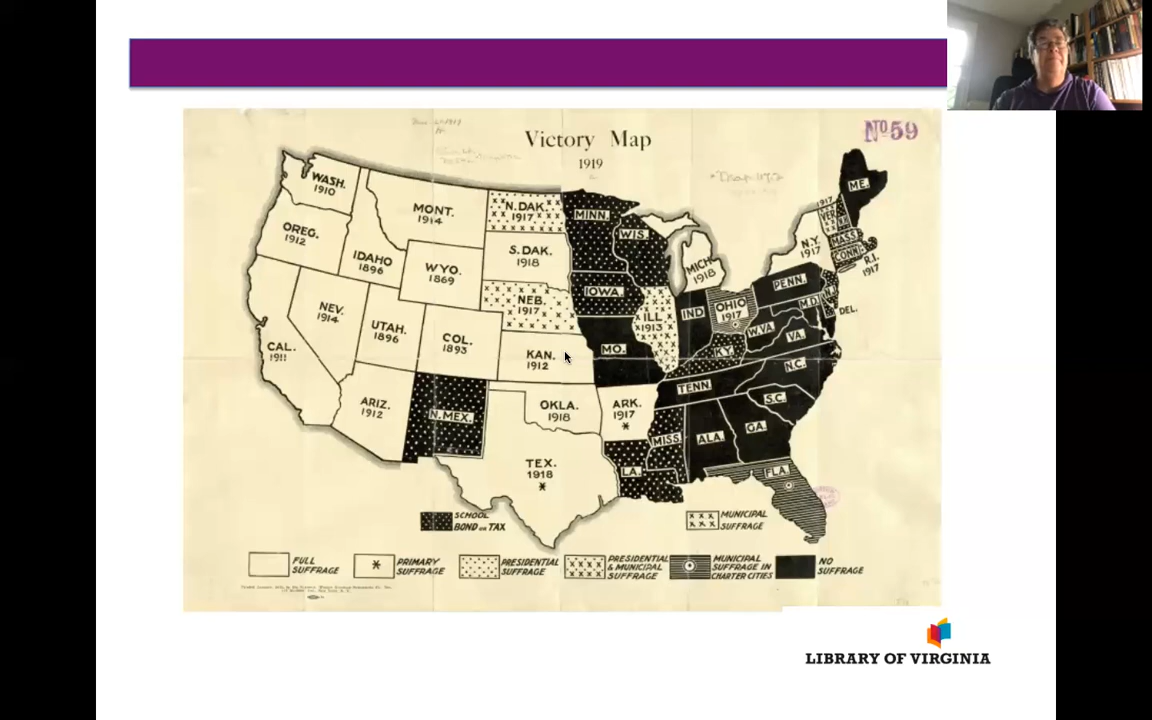 Victory Map
1919
Nº 59
WASH.
1910
OREG.
1912
CAL.
1911
IDAHO
1896
NEV.
1914
MONT.
1914
WYO.
1869
UTAH.
1896
COL.
1893
ARIZ.
1912
N.MEX.
N.DAK.
1917
S.DAK.
1918
NEB.
1917
KAN.
1912
OKLA.
1918
TEX.
1918
*
MINN.
WIS.
IOWA.
MO.
ARK.
1917
*
LA.
ILL
1913
MICH
1918
IND
OHIO
1917
KY.
TENN.
MISS.
ALA.
GA.
FLA.
S.C.
N.C.
VA.
W.VA.
M.D.
DEL.
PENN.
N.J.
N.Y.
1917
1917
VER.
ME.
MASS.
CONN.
R.I.
1917
SCHOOL
BOND OR TAX
MUNICIPAL
SUFFRAGE
FULL
SUFFRAGE
*
PRIMARY
SUFFRAGE
PRESIDENTIAL
SUFFRAGE
PRESIDENTIAL
& MUNICIPAL
SUFFRAGE
MUNICIPAL
SUFFRAGE IN
CHARTER CITIES
NO
SUFFRAGE
LIBRARY OF VIRGINIA